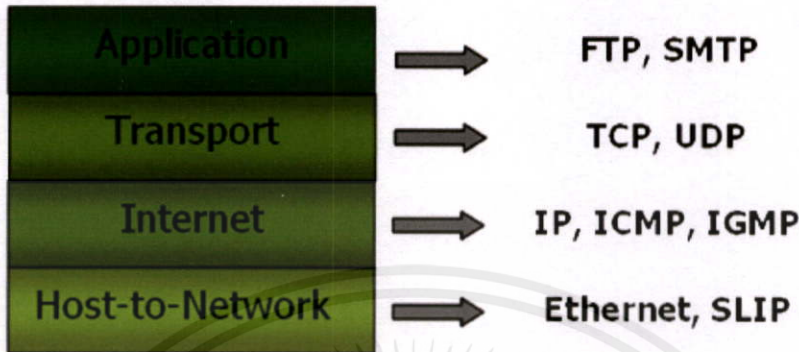 Application FTP, SMTP
Transport TCP, UDP
Internet IP, ICMP, IGMP
Host-to-Network Ethernet, SLIP